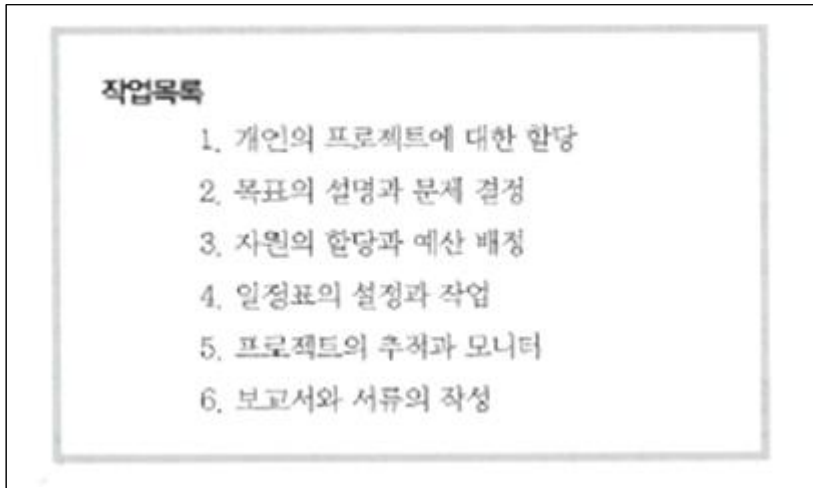 작업목록
1. 개인의 프로젝트에 대한 할당
2. 목표의 설명과 문제 결정
3. 자원의 할당과 예산 배정
4. 일정표의 설정과 작업
5. 프로젝트의 추적과 모니터
6. 보고서와 서류의 작성